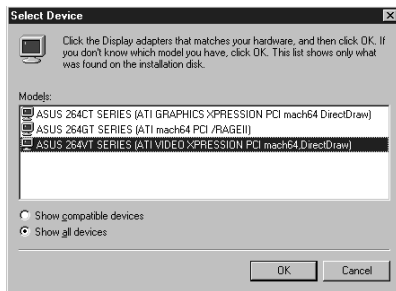 Select Device
Click the Display adapters that matches your hardware, and then click OK. If
you don't know which model you have, click OK. This list shows only what
was found on the installation disk.
Models:
ASUS 264CT SERIES (ATI GRAPHICS XPRESSION PCI mach64 DirectDraw)
ASUS 264GT SERIES (ATI mach64 PCI /RAGEII)
ASUS 264VT SERIES (ATI VIDEO XPRESSION PCI mach64,DirectDraw)
Show compatible devices
Show all devices
OK
Cancel